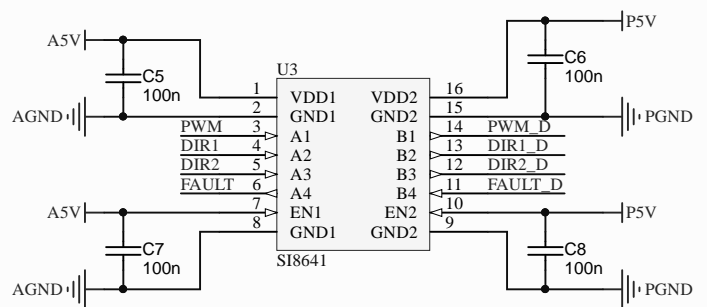 A5V
P5V
C5
100n
U3
C6
100n
1 VDD1 VDD2 16
AGND 2 GND1 GND2 15 PGND
PWM 3 A1 B1 14 PWM_D
DIR1 4 A2 B2 13 DIR1_D
DIR2 5 A3 B3 12 DIR2_D
FAULT 6 A4 B4 11 FAULT_D
A5V 7 EN1 EN2 10 P5V
8 GND1 GND2 9
C7
100n
SI8641
C8
100n
AGND
PGND